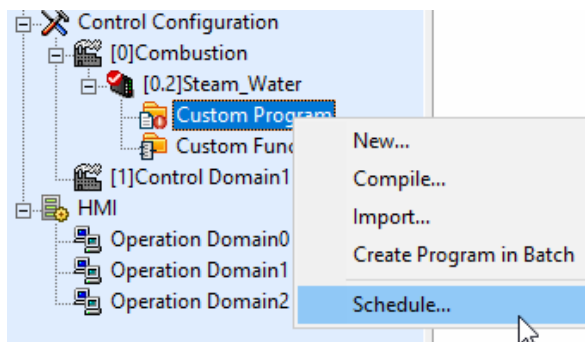 Control Configuration
[0]Combustion
[0.2]Steam_Water
Custom Program
Custom Func
[1]Control Domain1
HMI
Operation Domain0
Operation Domain1
Operation Domain2
New...
Compile...
Import...
Create Program in Batch
Schedule...